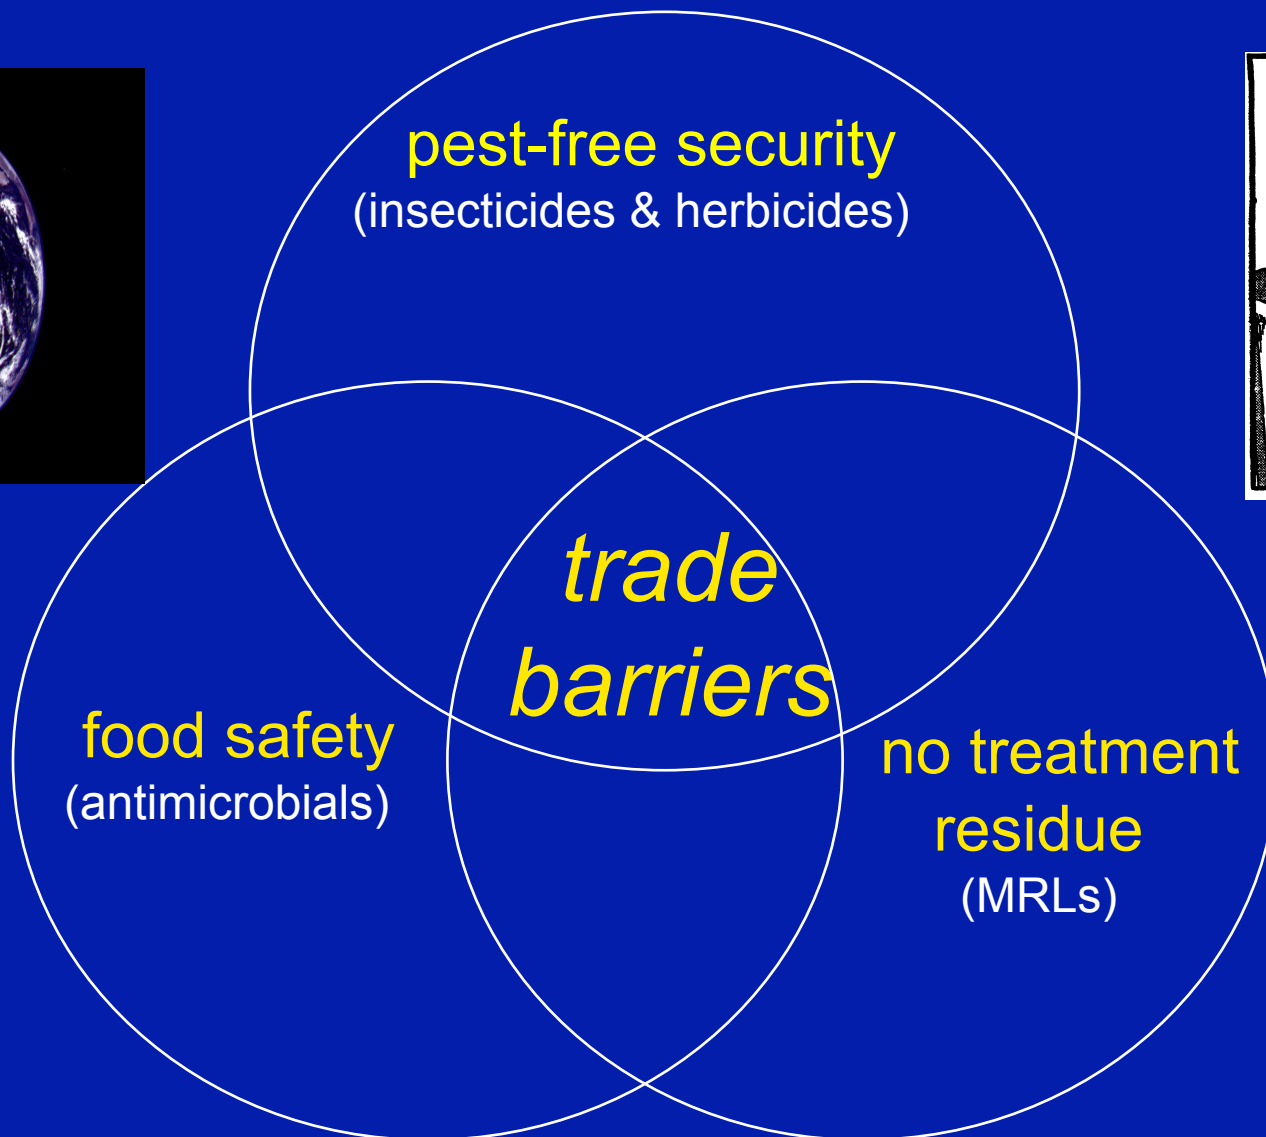 pest-free security
(insecticides & herbicides)
trade
barriers
food safety
(antimicrobials)
no treatment
residue
(MRLs)